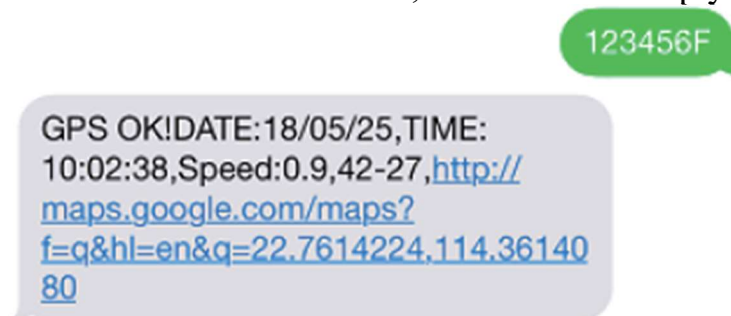 123456F
GPS OK!DATE:18/05/25,TIME:
10:02:38,Speed:0.9,42-27,http://
maps.google.com/maps?
f=q&hl=en&q=22.7614224,114.36140
80